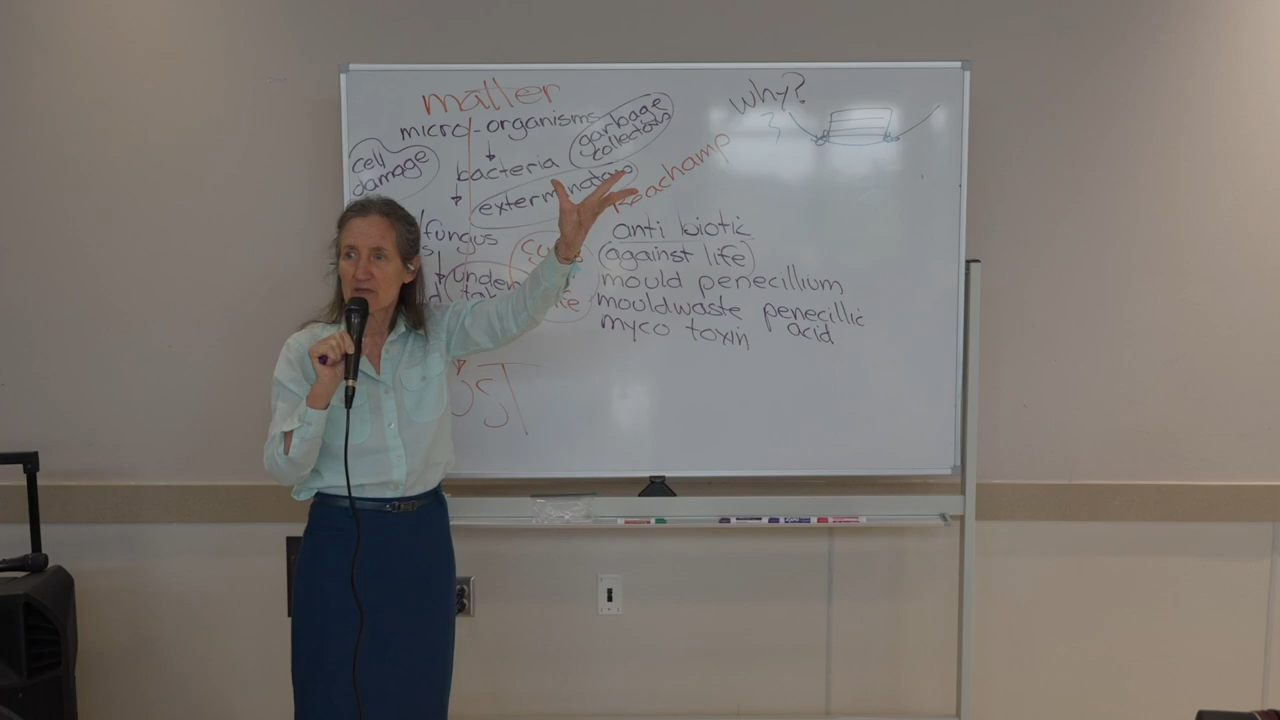 matter
why?
micro-organisms
garbage
collectors
cell
damage
bacteria
exterminators
Beachamp
fungus
anti biotic
(against life)
mould penecillium
mouldwaste penecillic
acid
myco toxin